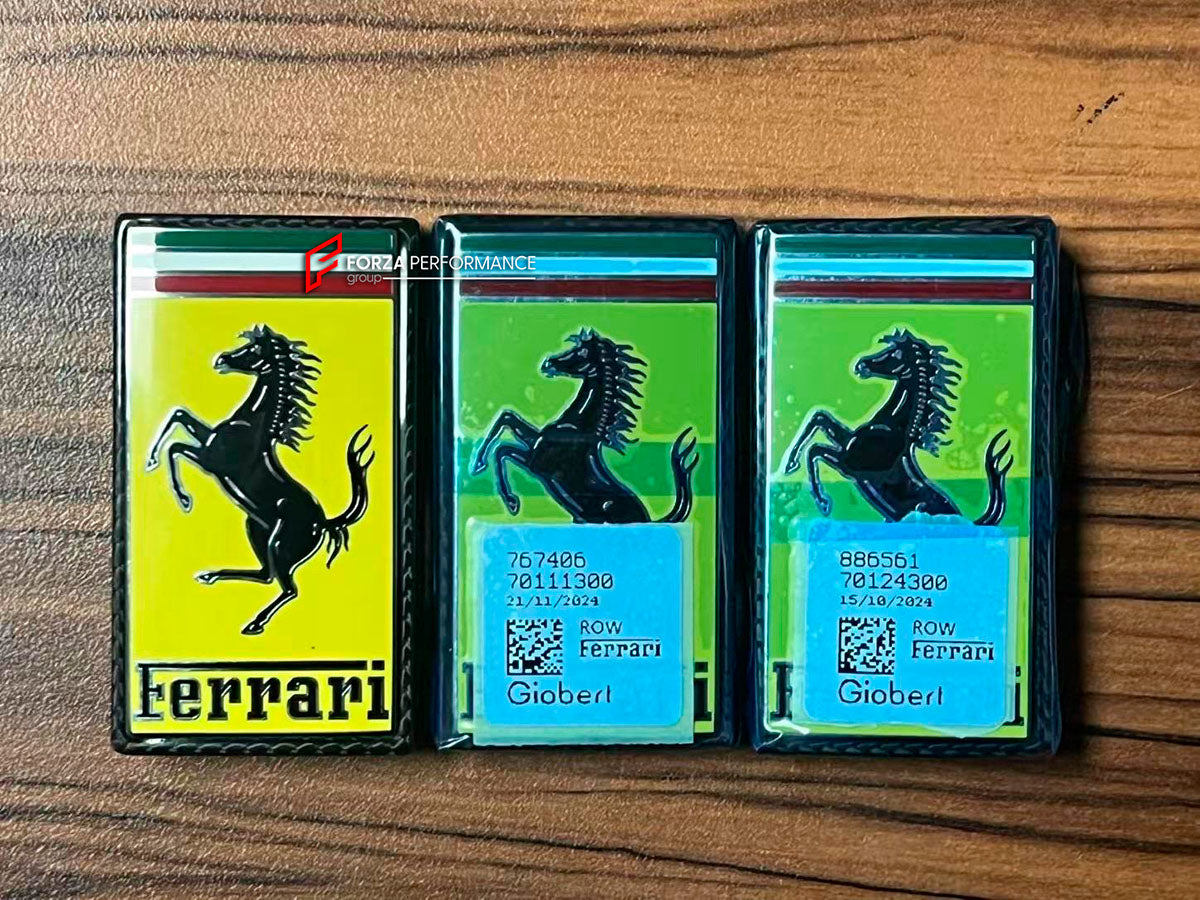 FORZA PERFORMANCE
group
Ferrari
767406
70111300
21/11/2024
ROW
Ferrari
Giobert
886561
70124300
15/10/2024
ROW
Ferrari
Giobert